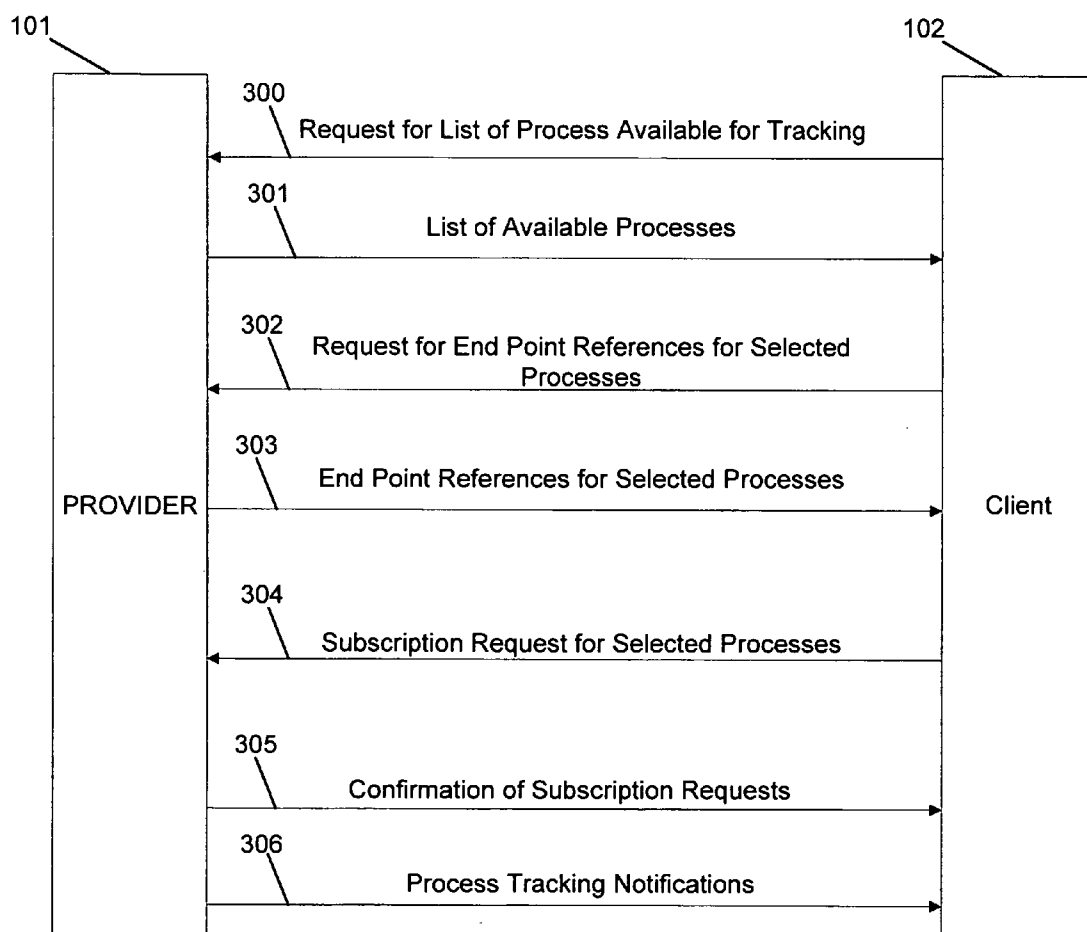 101
102
300
Request for List of Process Available for Tracking
301
List of Available Processes
302
Request for End Point References for Selected
Processes
303
End Point References for Selected Processes
PROVIDER
Client
304
Subscription Request for Selected Processes
305
Confirmation of Subscription Requests
306
Process Tracking Notifications